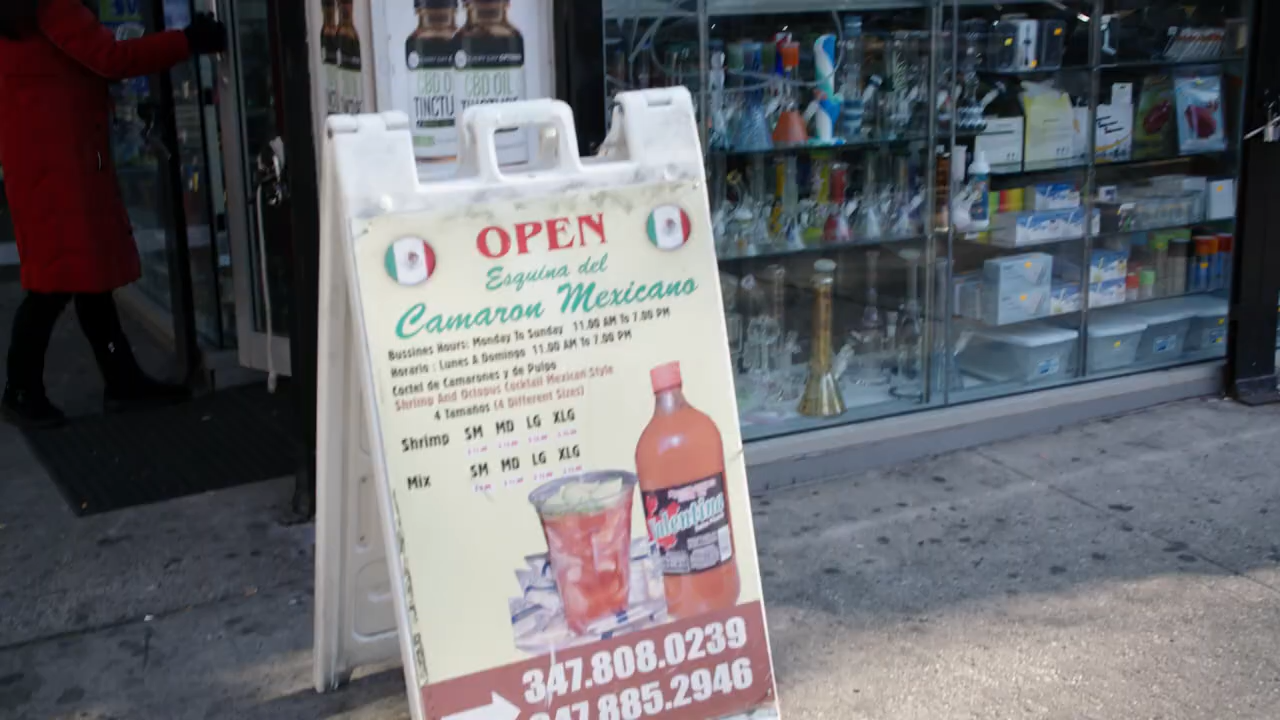 CBD O
TINCTU
CBD OIL
OPEN
Esquina del
Camaron Mexicano
Bussines Hours: Monday To Sunday 11.00 AM To 7.00 PM
Horario : Lunes A Domingo 11.00 AM To 7.00 PM
Cortel de Camarones y de Pulpo
Shrimp And Octopus Cocktail Mexican Style
4 Tamaños (4 Different Sizes)
Shrimp SM MD LG XLG
Mix SM MD LG XLG
Valentina
347.808.0239
347.885.2946